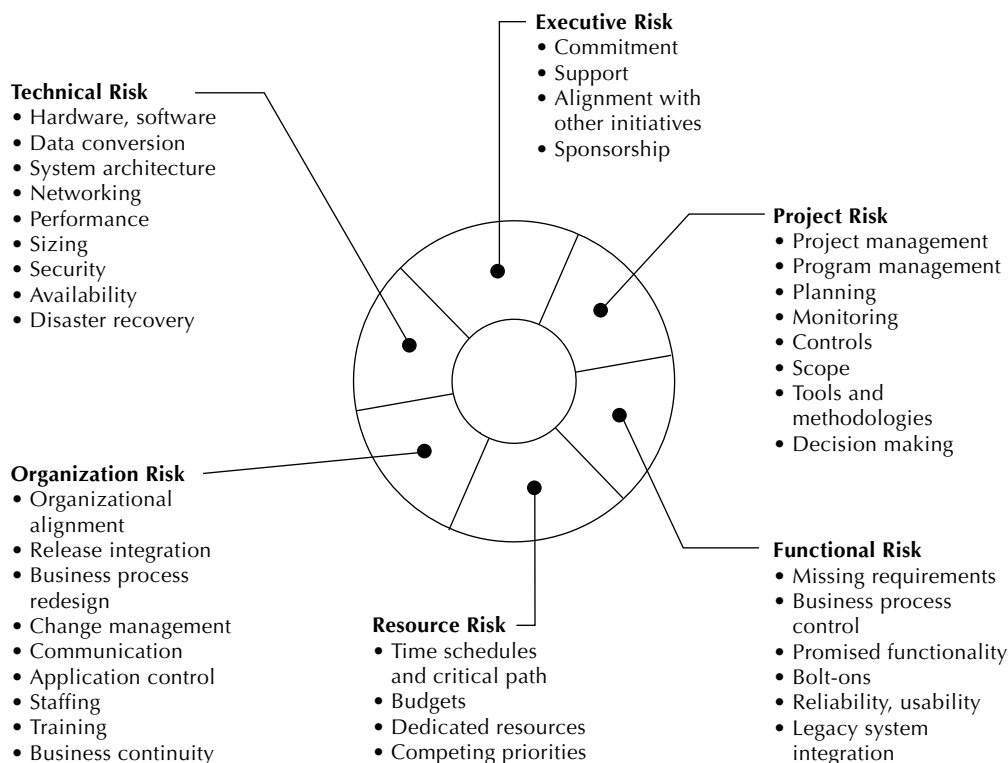 Executive Risk
• Commitment
• Support
• Alignment with
other initiatives
• Sponsorship
Technical Risk
• Hardware, software
• Data conversion
• System architecture
• Networking
• Performance
• Sizing
• Security
• Availability
• Disaster recovery
Project Risk
• Project management
• Program management
• Planning
• Monitoring
• Controls
• Scope
• Tools and
methodologies
• Decision making
Organization Risk
• Organizational
alignment
• Release integration
• Business process
redesign
• Change management
• Communication
• Application control
• Staffing
• Training
• Business continuity
Resource Risk
• Time schedules
and critical path
• Budgets
• Dedicated resources
• Competing priorities
Functional Risk
• Missing requirements
• Business process
control
• Promised functionality
• Bolt-ons
• Reliability, usability
• Legacy system
integration